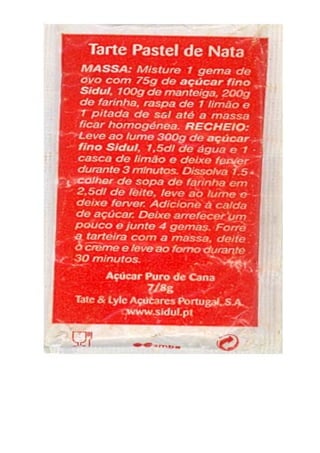 Tarte Pastel de Nata
MASSA: Misture 1 gema de
ovo com 75g de açúcar fino
Sidul, 100g de manteiga, 200g
de farinha, raspa de 1 limão e
1 pitada de sal até a massa
ficar homogénea. RECHEIO:
Leve ao lume 300g de açúcar
fino Sidul, 1,5dl de água e 1
casca de limão e deixe ferver
durante 3 minutos. Dissolva 1.5
colher de sopa de farinha em
2,5dl de leite, leve ao lume e
deixe ferver. Adicione à calda
de açúcar. Deixe arrefecer um
pouco e junte 4 gemas. Forre
a tarteira com a massa, deite
o creme e leve ao forno durante
30 minutos.
Açúcar Puro de Cana
7/8g
Tate & Lyle Açúcares Portugal, S.A.
www.sidul.pt